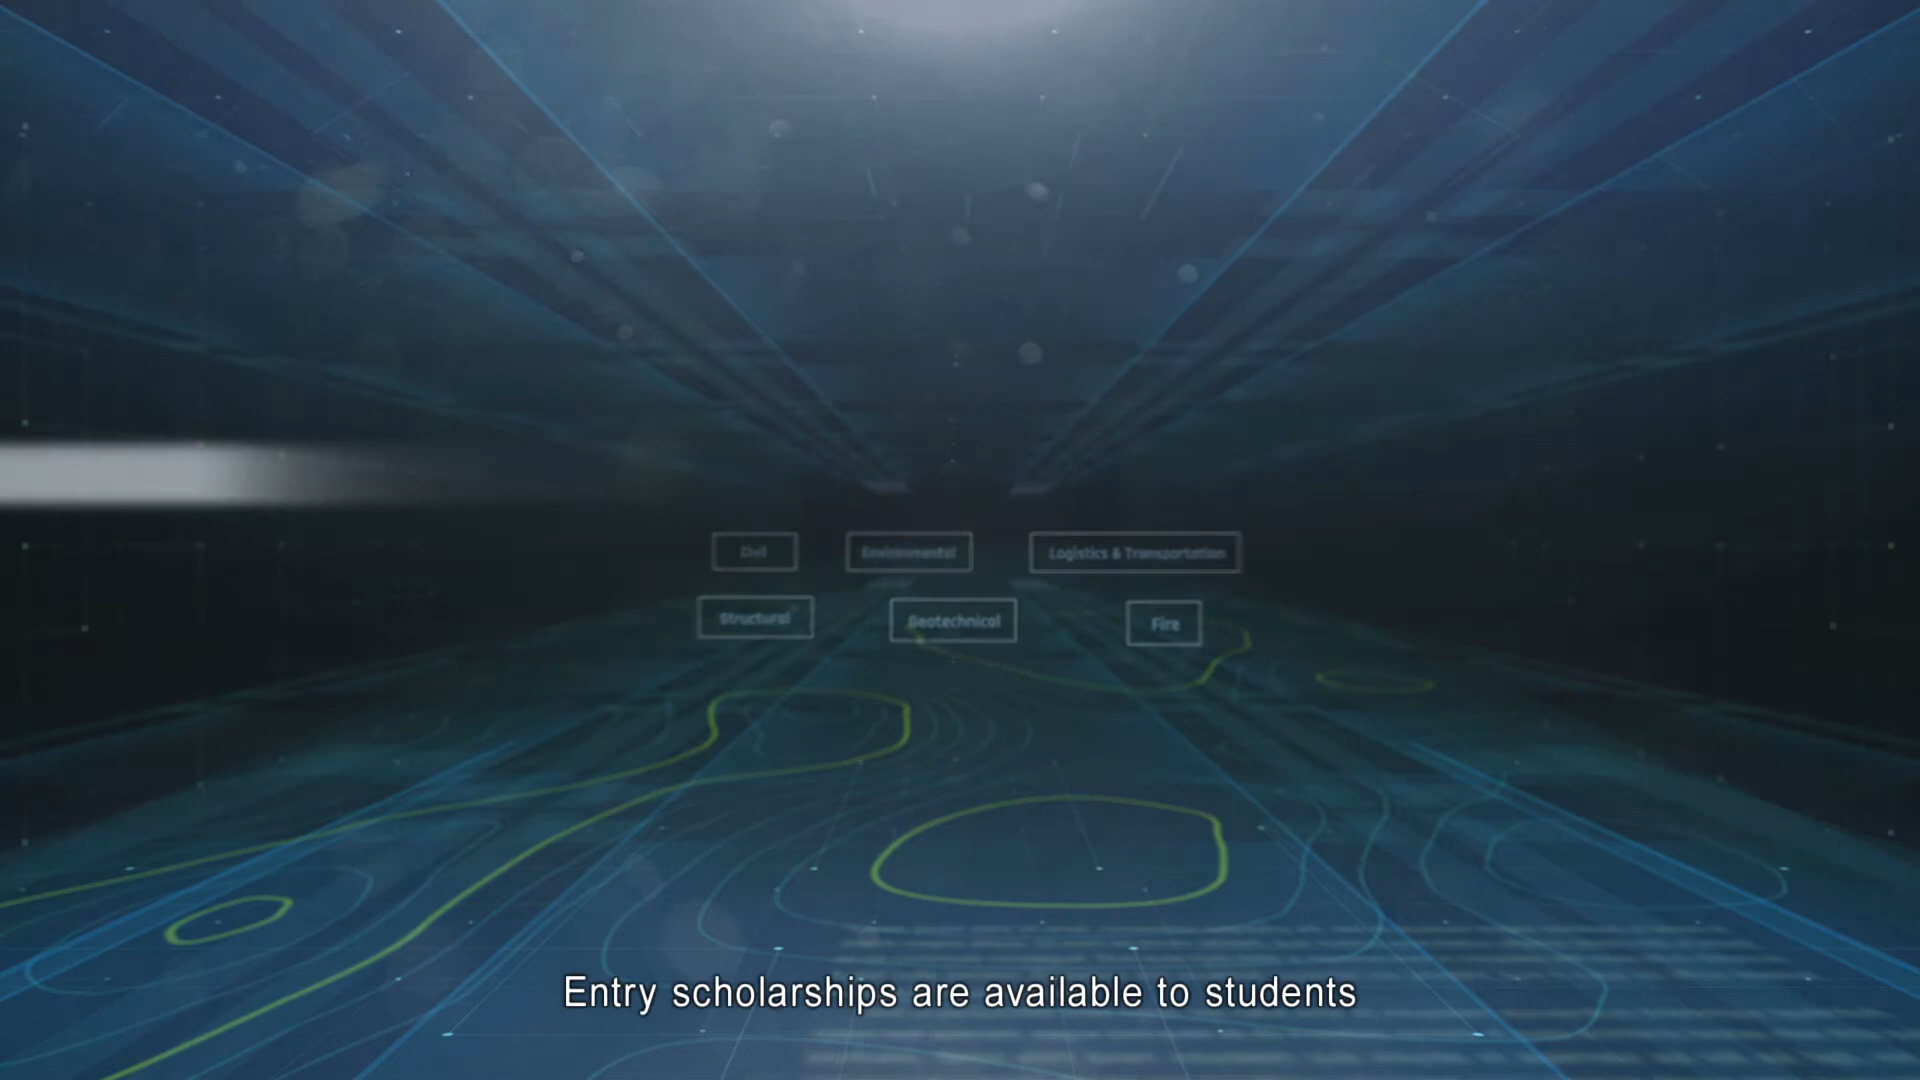 Civil
Environmental
Logistics & Transportation
Structural
Geotechnical
Fire
Entry scholarships are available to students